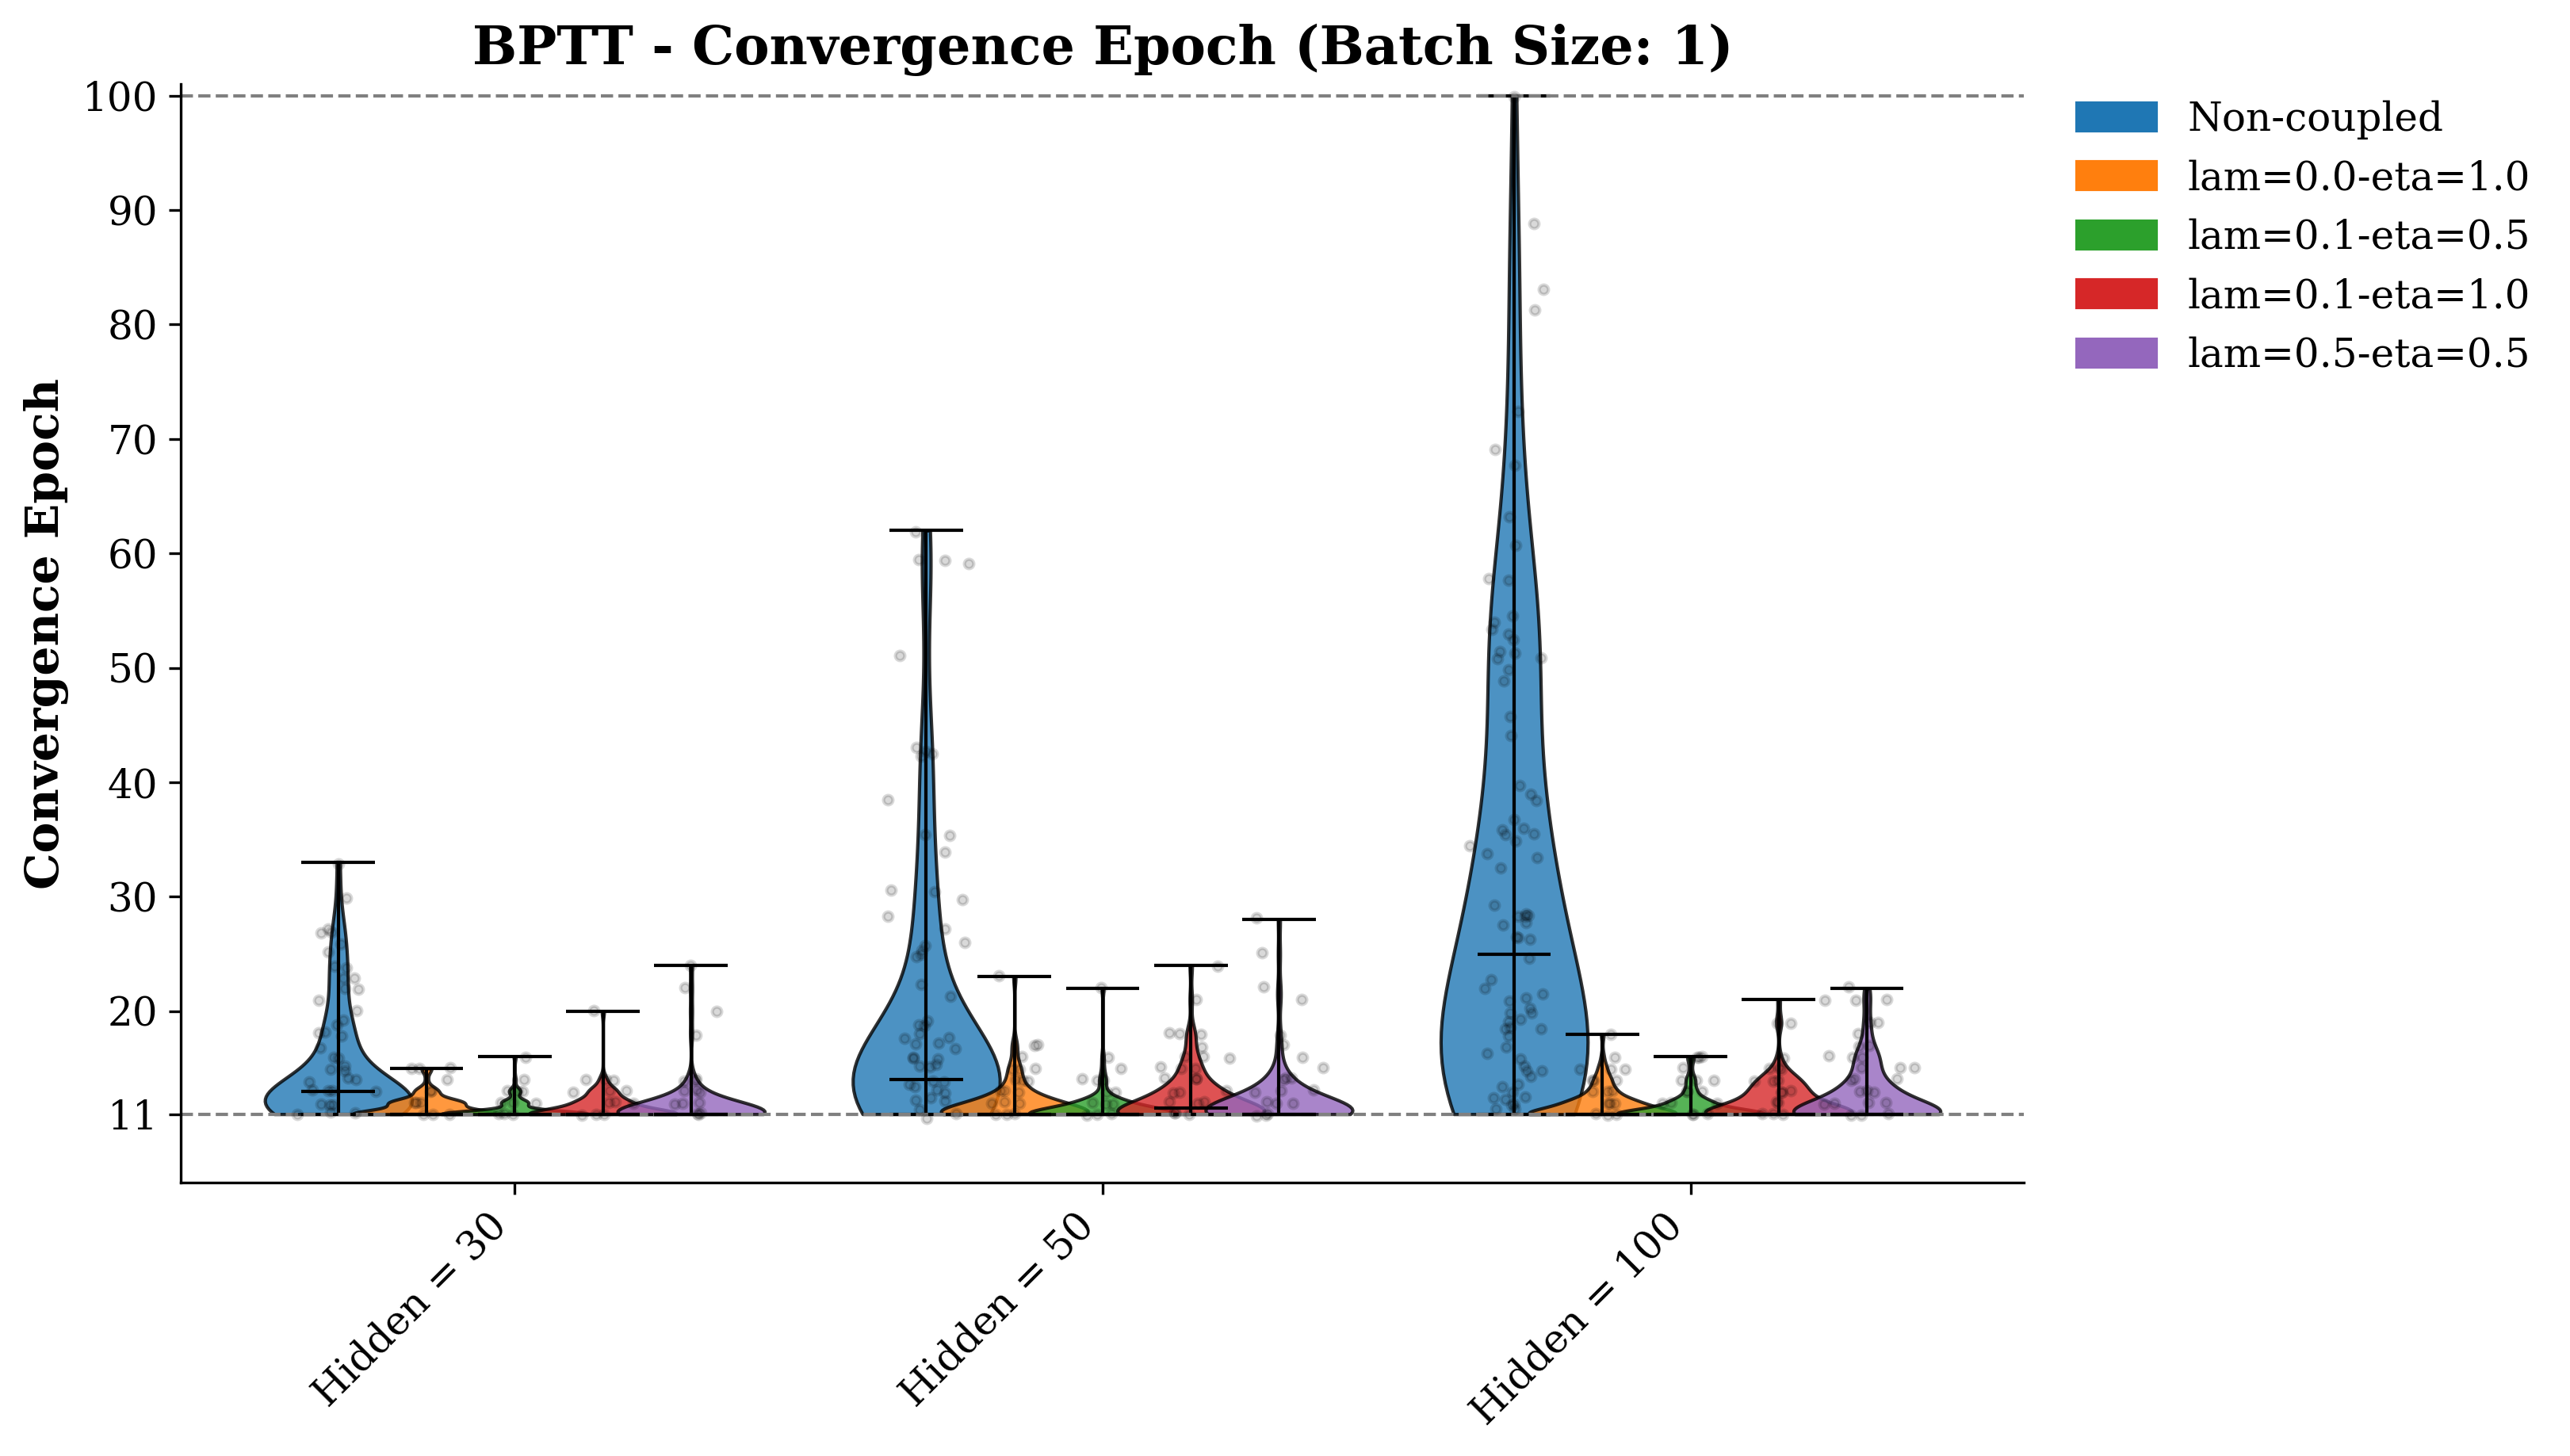 BPTT - Convergence Epoch (Batch Size: 1)
Convergence Epoch
100
90
80
70
60
50
40
30
20
11
Hidden = 30
Hidden = 50
Hidden = 100
Non-coupled
lam=0.0-eta=1.0
lam=0.1-eta=0.5
lam=0.1-eta=1.0
lam=0.5-eta=0.5